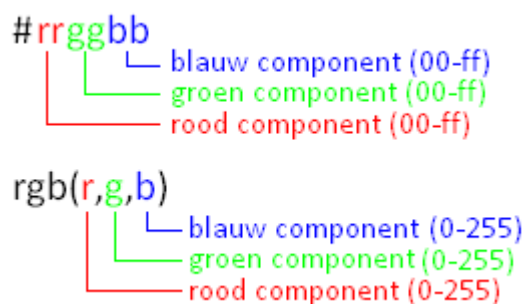 #rrggbb
blauw component (00-ff)
groen component (00-ff)
rood component (00-ff)
rgb(r,g,b)
blauw component (0-255)
groen component (0-255)
rood component (0-255)